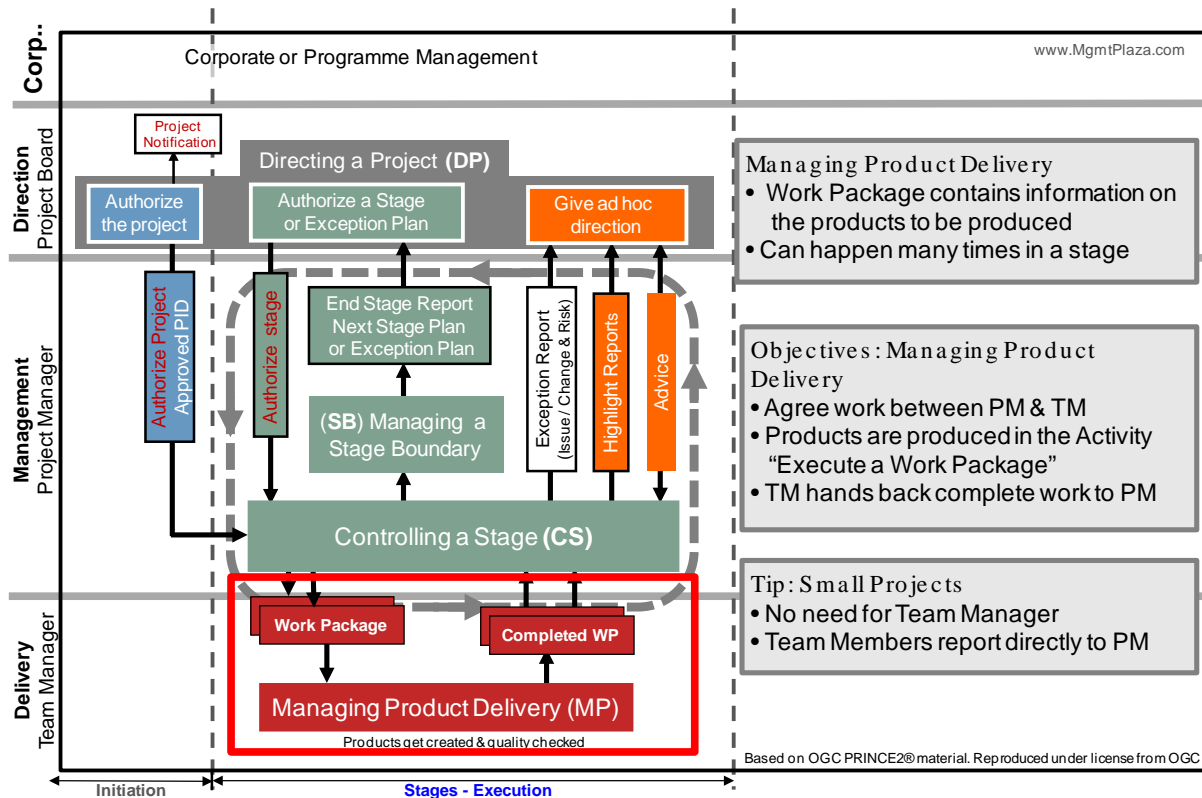 Corp..
Corporate or Programme Management
www.MgmtPlaza.com
Direction
Project Board
Project
Notification
Directing a Project (DP)
Authorize
the project
Authorize a Stage
or Exception Plan
Give ad hoc
direction
Management
Project Manager
Authorize Project
Approved PID
Authorize stage
End Stage Report
Next Stage Plan
or Exception Plan
(SB) Managing a
Stage Boundary
Exception Report
(Issue / Change & Risk)
Highlight Reports
Advice
Controlling a Stage (CS)
Delivery
Team Manager
Work Package
Completed WP
Managing Product Delivery (MP)
Products get created & quality checked
Managing Product Delivery
• Work Package contains information on
the products to be produced
• Can happen many times in a stage
Objectives: Managing Product
Delivery
• Agree work between PM & TM
• Products are produced in the Activity
“Execute a Work Package”
• TM hands back complete work to PM
Tip: Small Projects
• No need for Team Manager
• Team Members report directly to PM
Based on OGC PRINCE2® material. Reproduced under license from OGC
Initiation
Stages - Execution